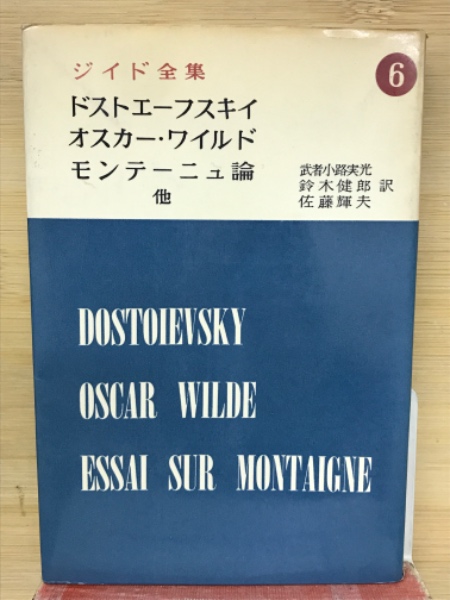 ジイド全集
6
ドストエーフスキイ
オスカー・ワイルド
モンテーニュ論
他
武者小路実光
鈴木健郎 訳
佐藤輝夫
DOSTOIEVSKY
OSCAR WILDE
ESSAI SUR MONTAIGNE